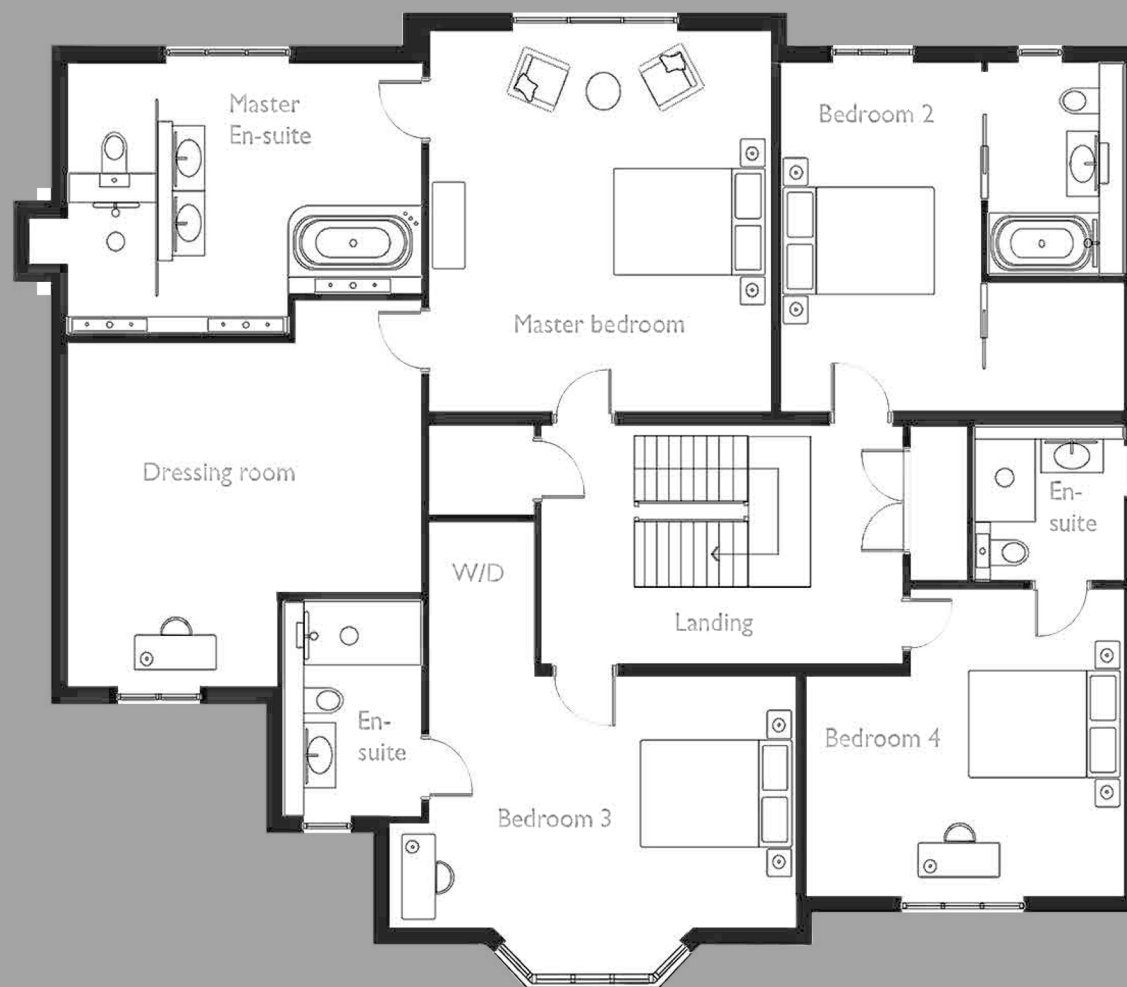 Master
En-suite
Bedroom 2
Master bedroom
Dressing room
En-
suite
W/D
Landing
En-
suite
Bedroom 4
Bedroom 3